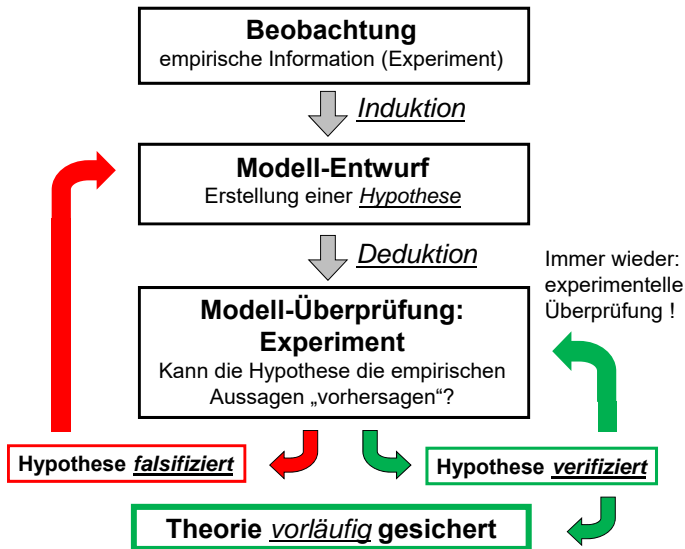 Beobachtung
empirische Information (Experiment)
Induktion
Modell-Entwurf
Erstellung einer Hypothese
Deduktion
Immer wieder:
experimentelle
Überprüfung !
Modell-Überprüfung:
Experiment
Kann die Hypothese die empirischen
Aussagen „vorhersagen“?
Hypothese falsifiziert
Hypothese verifiziert
Theorie vorläufig gesichert